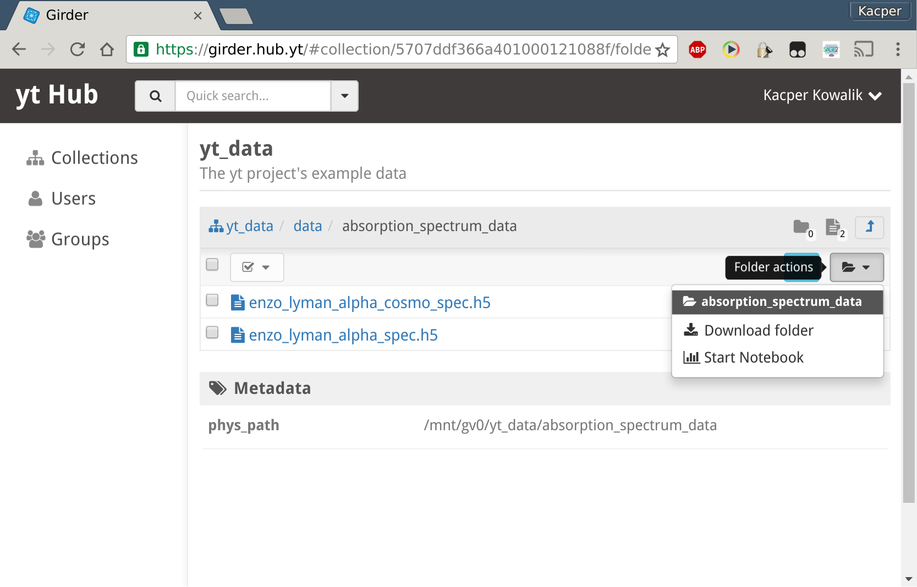 Girder
Kacper
https://girder.hub.yt/#collection/5707ddf366a401000121088f/folde
ABP
yt Hub
Quick search...
Kacper Kowalik
Collections
Users
Groups
yt_data
The yt project's example data
yt_data / data / absorption_spectrum_data
0
2
Folder actions
enzo_lyman_alpha_cosmo_spec.h5
enzo_lyman_alpha_spec.h5
absorption_spectrum_data
Download folder
Start Notebook
Metadata
phys_path
/mnt/gv0/yt_data/absorption_spectrum_data